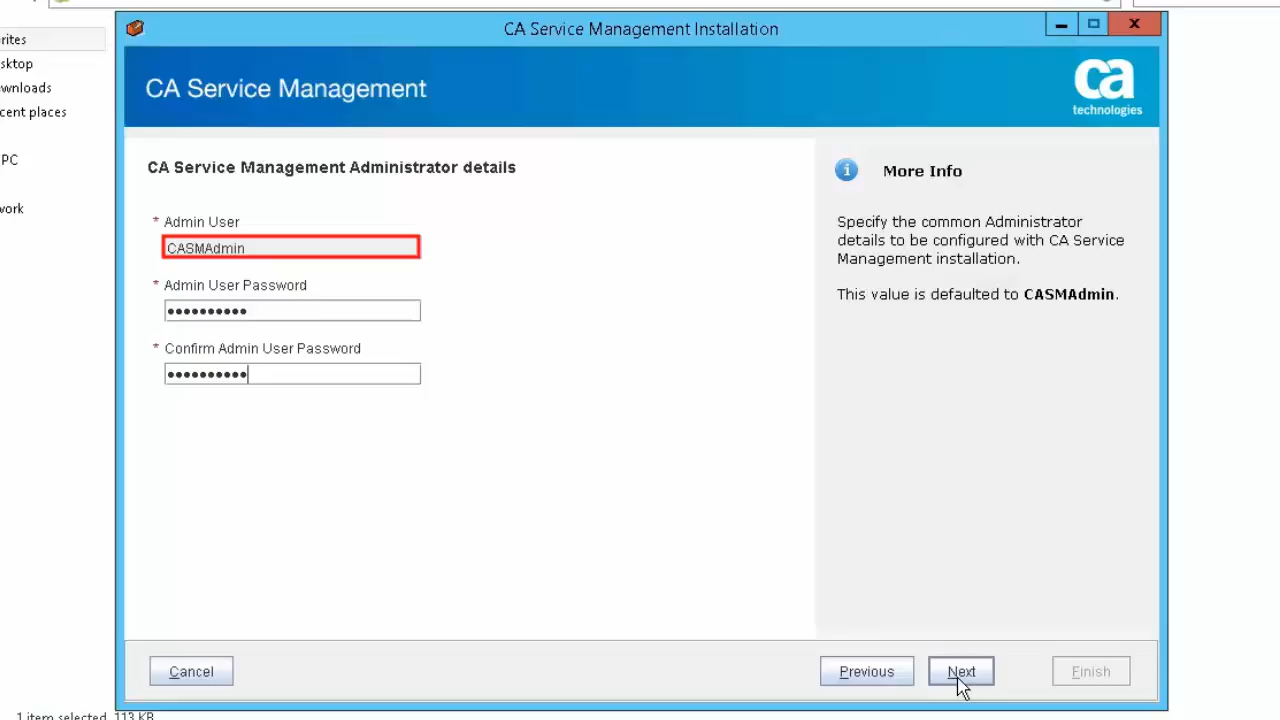 CA Service Management Installation
CA Service Management
ca
technologies
rites
sktop
wnloads
cent places
PC
work
CA Service Management Administrator details
* Admin User
CASMAdmin
* Admin User Password
••••••••••
* Confirm Admin User Password
••••••••••
More Info
Specify the common Administrator
details to be configured with CA Service
Management installation.
This value is defaulted to CASMAdmin.
Cancel
Previous
Next
Finish
1 item selected 113 KB